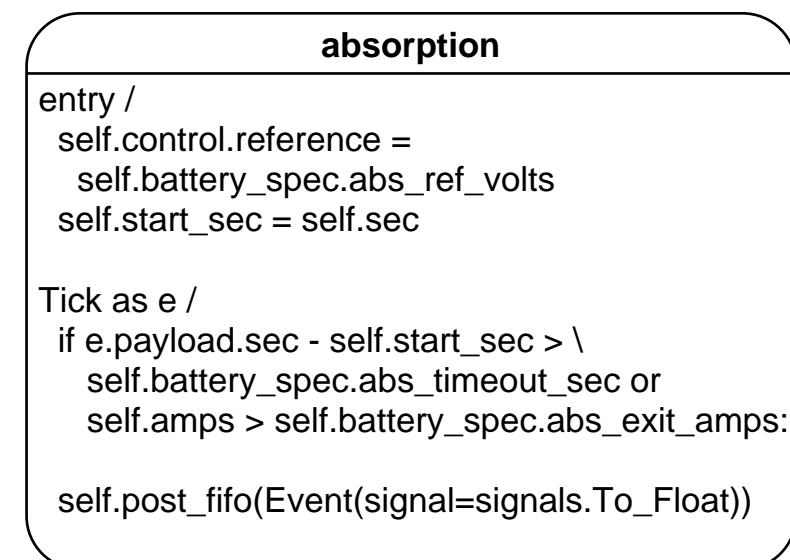 absorption
entry /
self.control.reference =
self.battery_spec.abs_ref_volts
self.start_sec = self.sec
Tick as e /
if e.payload.sec - self.start_sec > \
self.battery_spec.abs_timeout_sec or
self.amps > self.battery_spec.abs_exit_amps:
self.post_fifo(Event(signal=signals.To_Float))